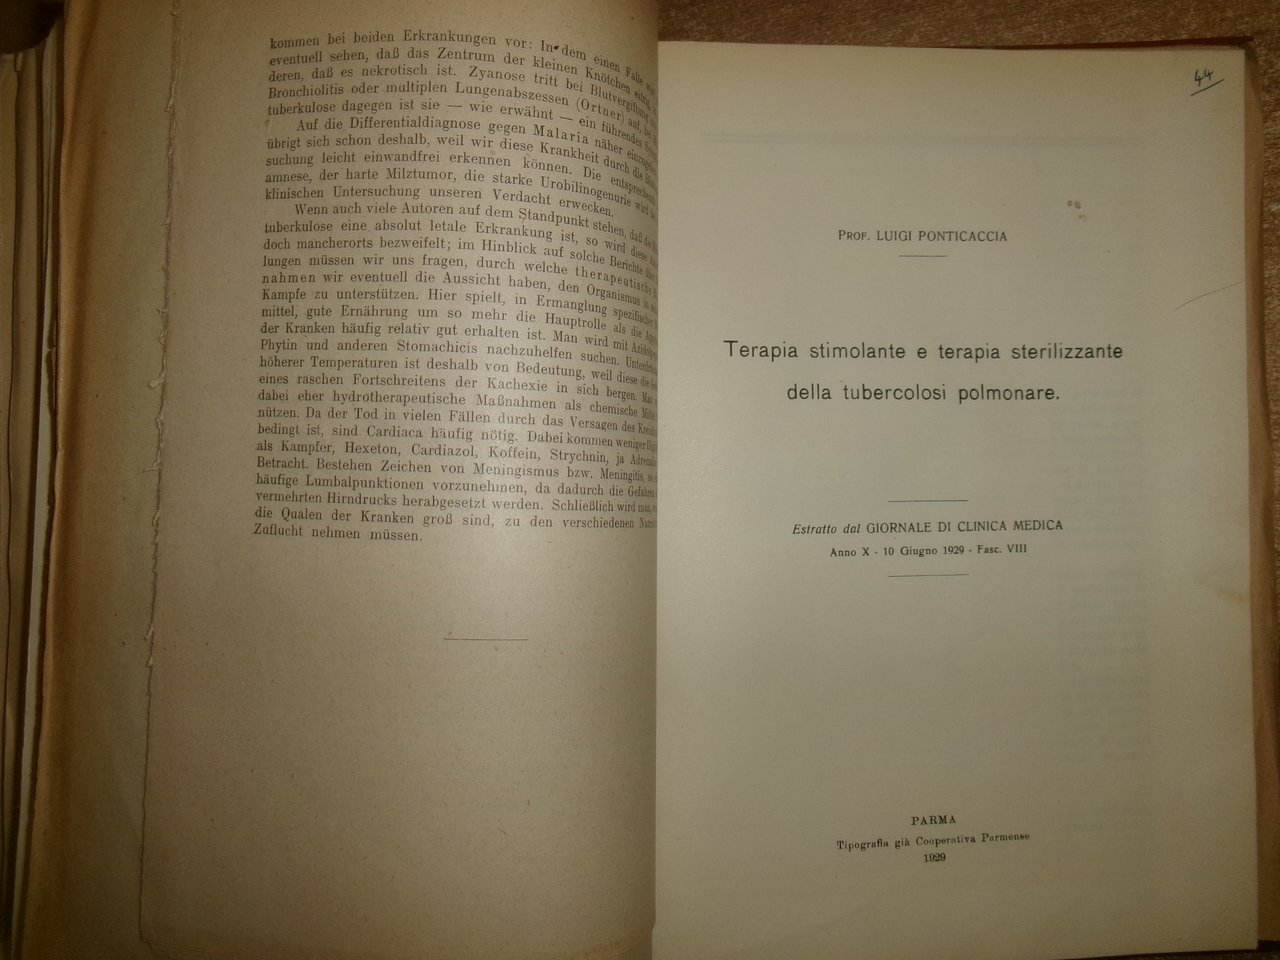 kommen bei beiden Erkrankungen vor: In dem einen Falle
eventuell sehen, daß das Zentrum der kleinen Knötchen eitrig,
deren, daß es nekrotisch ist. Zyanose tritt bei Blutvergiftung
Bronchiolitis oder multiplen Lungenabszessen (Ortner) auf, bei
tuberkulose dagegen ist sie — wie erwähnt — ein führendes
Auf die Differentialdiagnose gegen Malaria näher einzugehen
übrigt sich schon deshalb, weil wir diese Krankheit durch die
suchung leicht einwandfrei erkennen können. Die entsprechende
amnese, der harte Milztumor, die starke Urobilinogenurie wird
klinischen Untersuchung unseren Verdacht erwecken.
Wenn auch viele Autoren auf dem Standpunkt stehen, daß die
tuberkulose eine absolut letale Erkrankung ist, so wird diese
doch mancherorts bezweifelt; im Hinblick auf solche Berichte über
lungen müssen wir uns fragen, durch welche therapeutische
nahmen wir eventuell die Aussicht haben, den Organismus in
Kampfe zu unterstützen. Hier spielt, in Ermanglung spezifischer
mittel, gute Ernährung um so mehr die Hauptrolle als die
der Kranken häufig relativ gut erhalten ist. Man wird mit
Phytin und anderen Stomachicis nachzuhelfen suchen.
höherer Temperaturen ist deshalb von Bedeutung, weil diese die
eines raschen Fortschreitens der Kachexie in sich bergen. Man
dabei eher hydrotherapeutische Maßnahmen als chemische
nützen. Da der Tod in vielen Fällen durch das Versagen des
bedingt ist, sind Cardiaca häufig nötig. Dabei kommen weniger
als Kampfer, Hexeton, Cardiazol, Koffein, Strychnin, ja
Betracht. Bestehen Zeichen von Meningismus bzw. Meningitis, so
häufige Lumbalpunktionen vorzunehmen, da dadurch die Gefahren
vermehrten Hirndrucks herabgesetzt werden. Schließlich wird man,
die Qualen der Kranken groß sind, zu den verschiedenen
Zuflucht nehmen müssen.
44
PROF. LUIGI PONTICACCIA
Terapia stimolante e terapia sterilizzante
della tubercolosi polmonare.
Estratto dal GIORNALE DI CLINICA MEDICA
Anno X - 10 Giugno 1929 - Fasc. VIII
PARMA
Tipografia già Cooperativa Parmense
1929